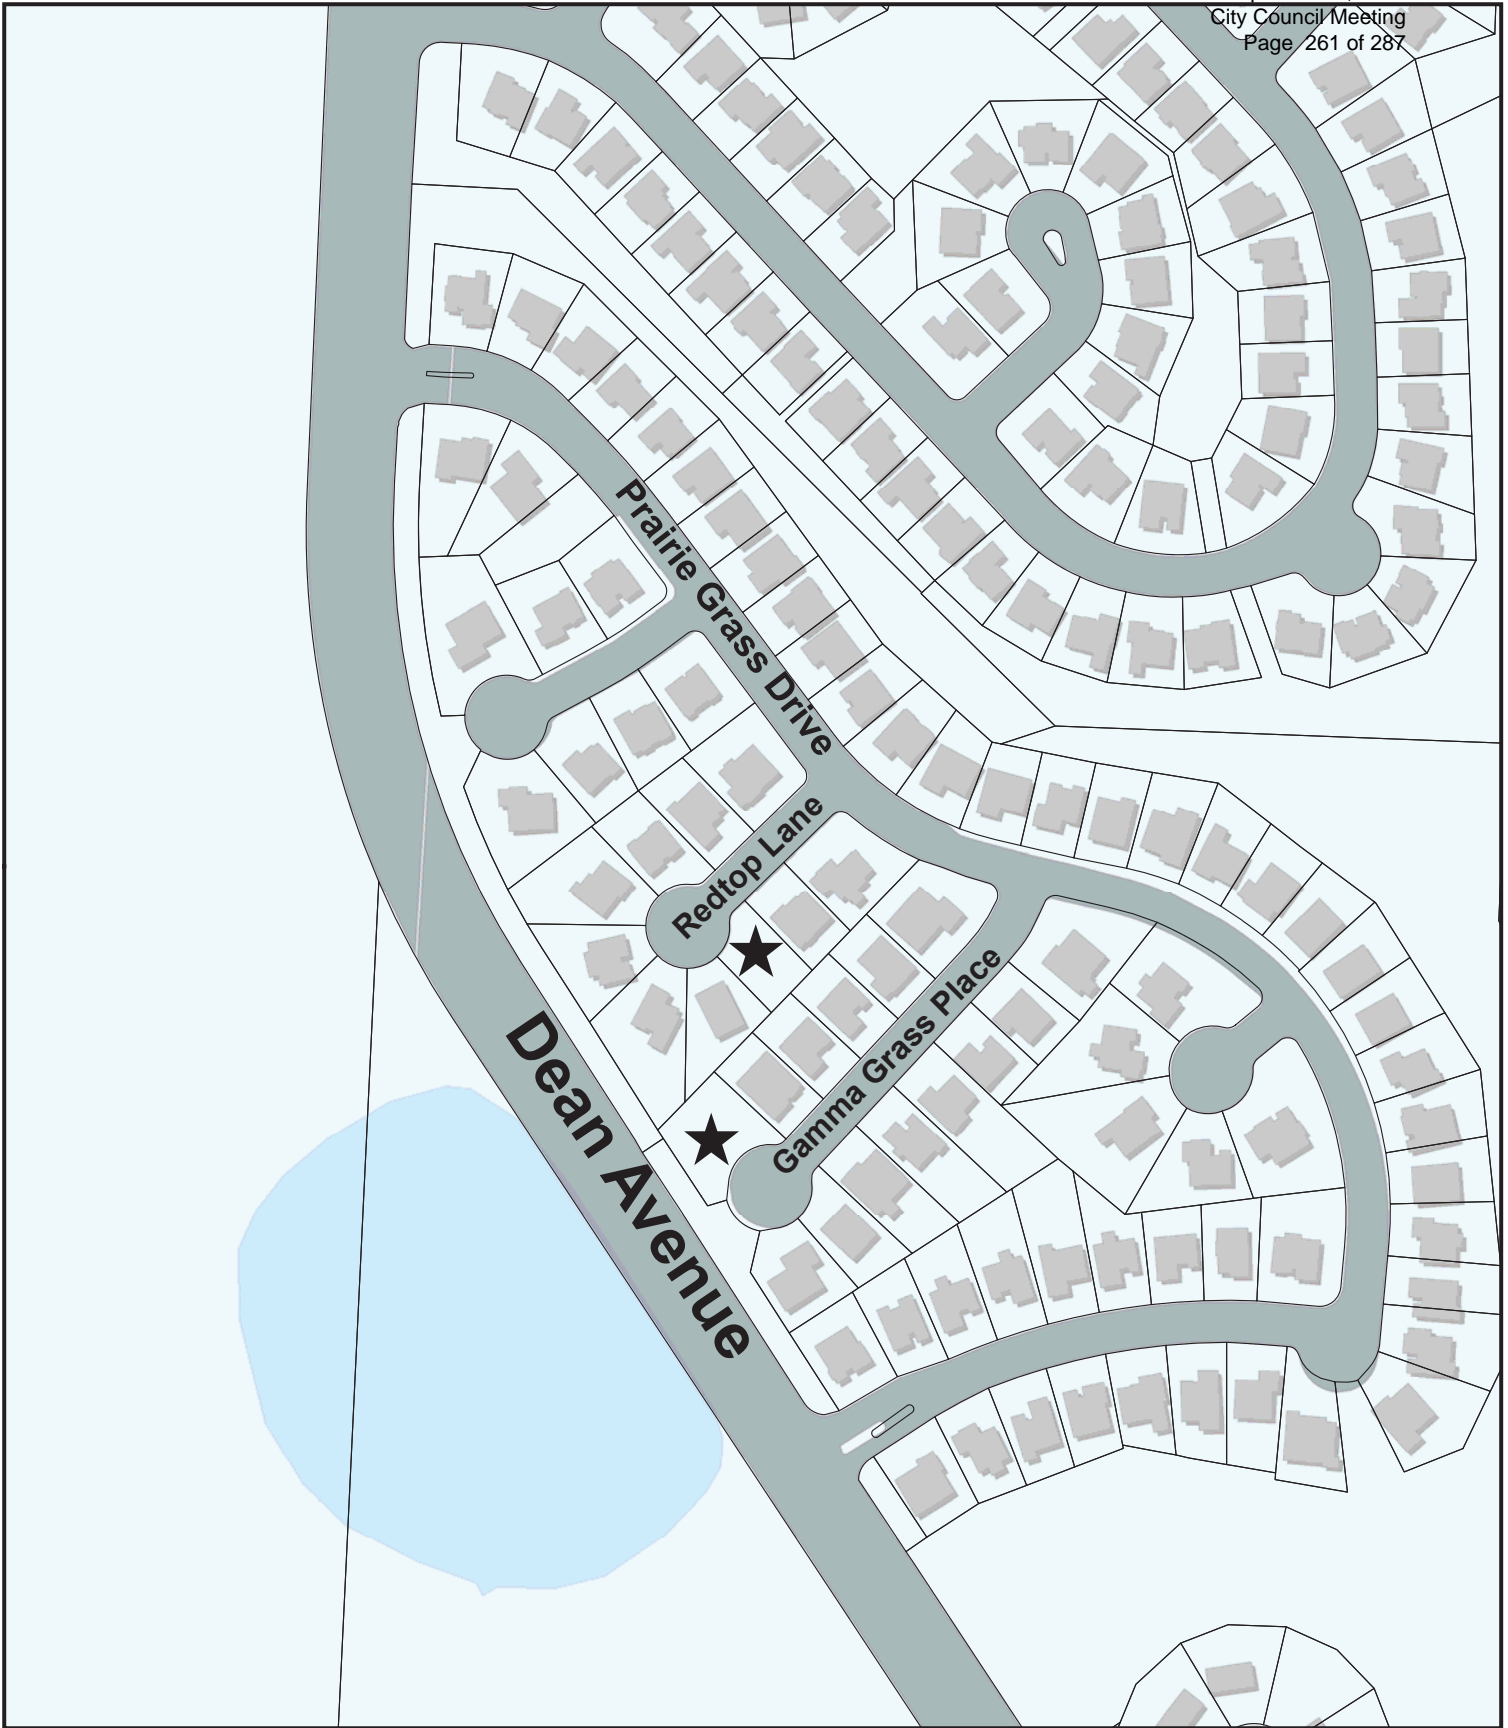 City Council Meeting
Page 261 of 287
Prairie Grass Drive
Redtop Lane
Gamma Grass Place
Dean Avenue